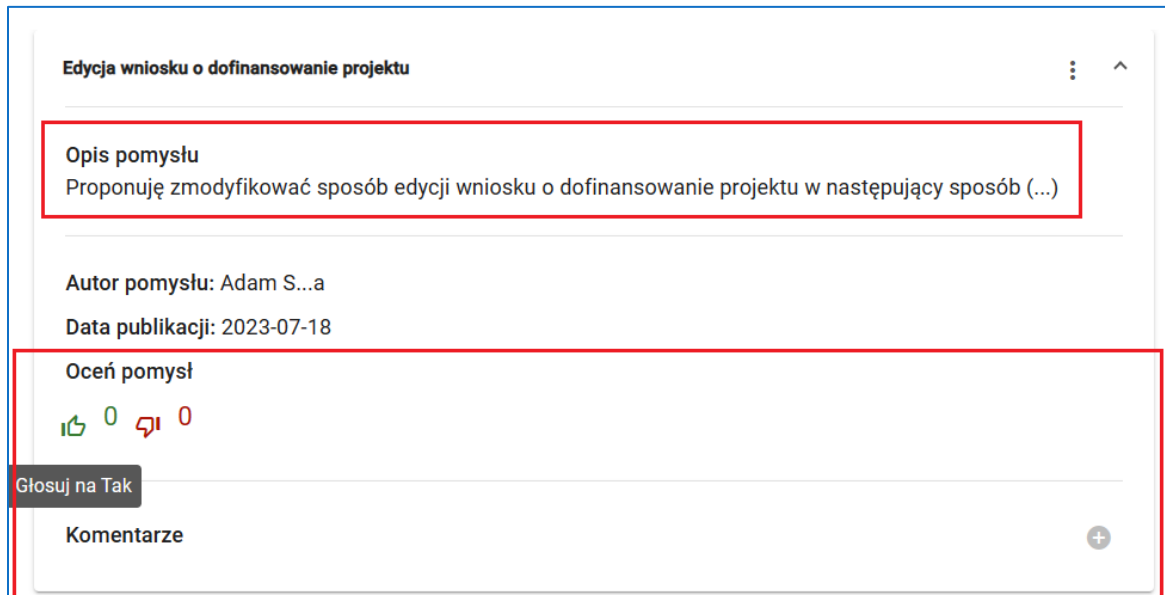 Edycja wniosku o dofinansowanie projektu
Opis pomysłu
Proponuję zmodyfikować sposób edycji wniosku o dofinansowanie projektu w następujący sposób (...)
Autor pomysłu: Adam S...a
Data publikacji: 2023-07-18
Oceń pomysł
0 0
Głosuj na Tak
Komentarze